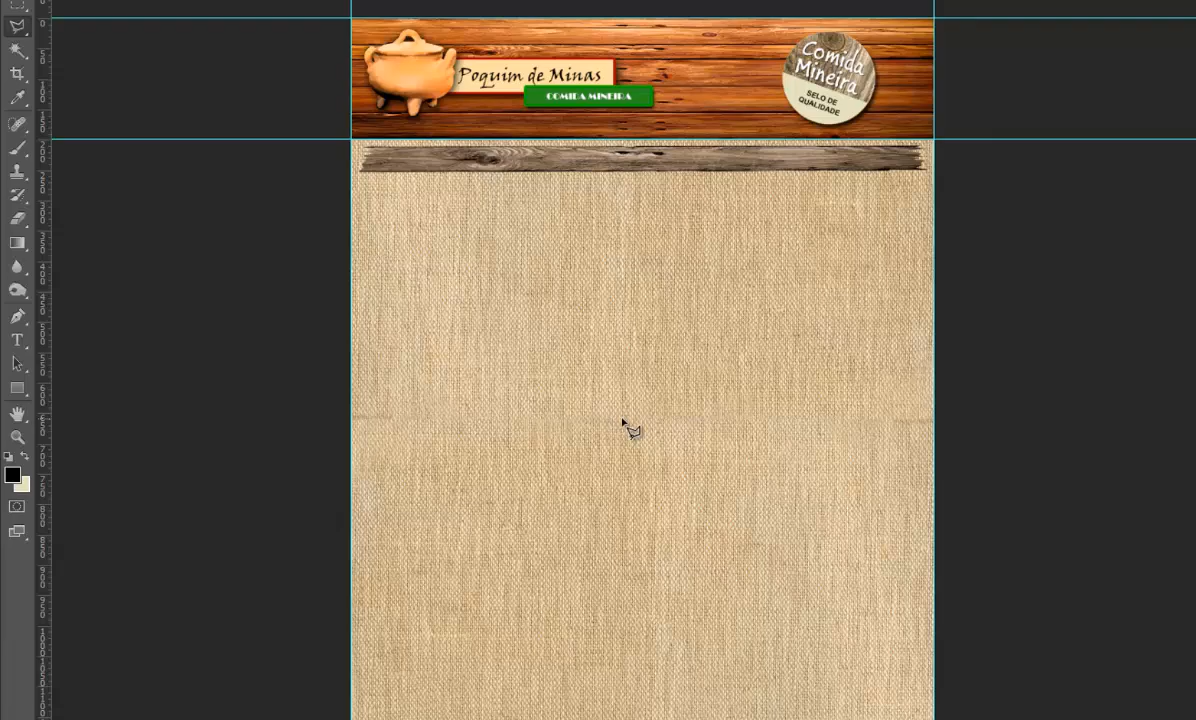 Poquim de Minas
COMIDA MINEIRA
Comida
Mineira
SELO DE
QUALIDADE